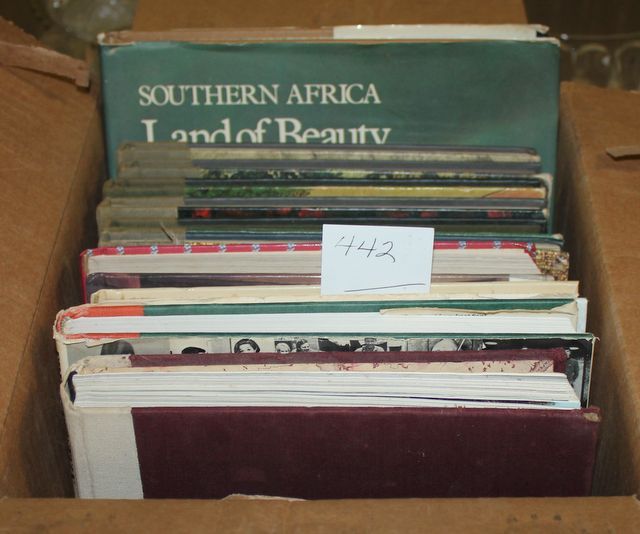 SOUTHERN AFRICA
Land of Beauty
442